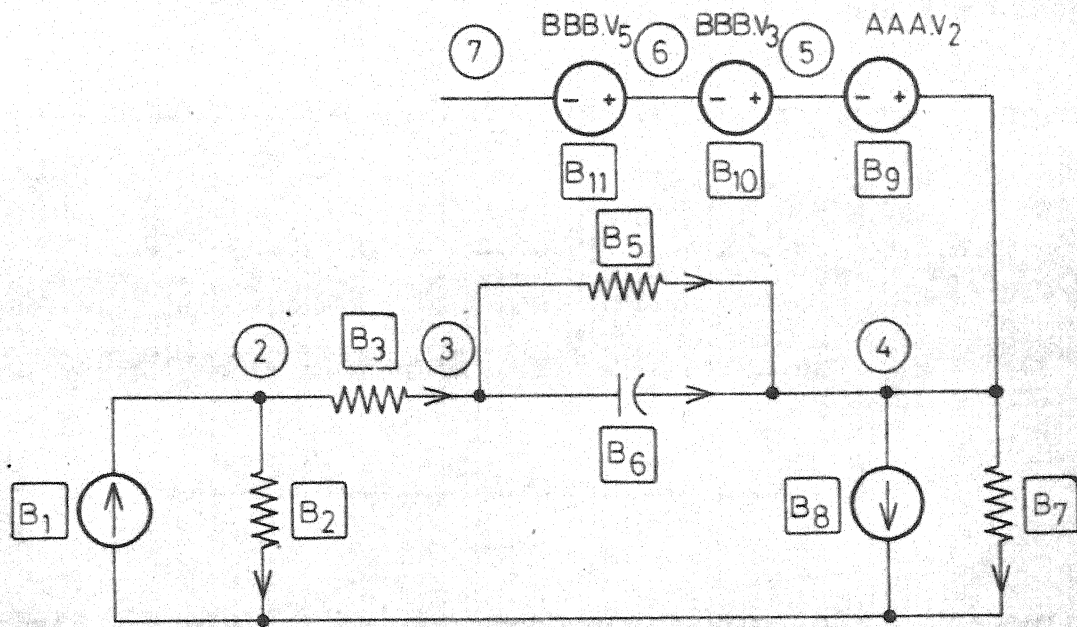 BBB.V5 BBB.V3 AAA.V2
7 6 5
- + - + - +
B11 B10 B9
B5
2 B3 3 4
B6
B1 B2 B8 B7